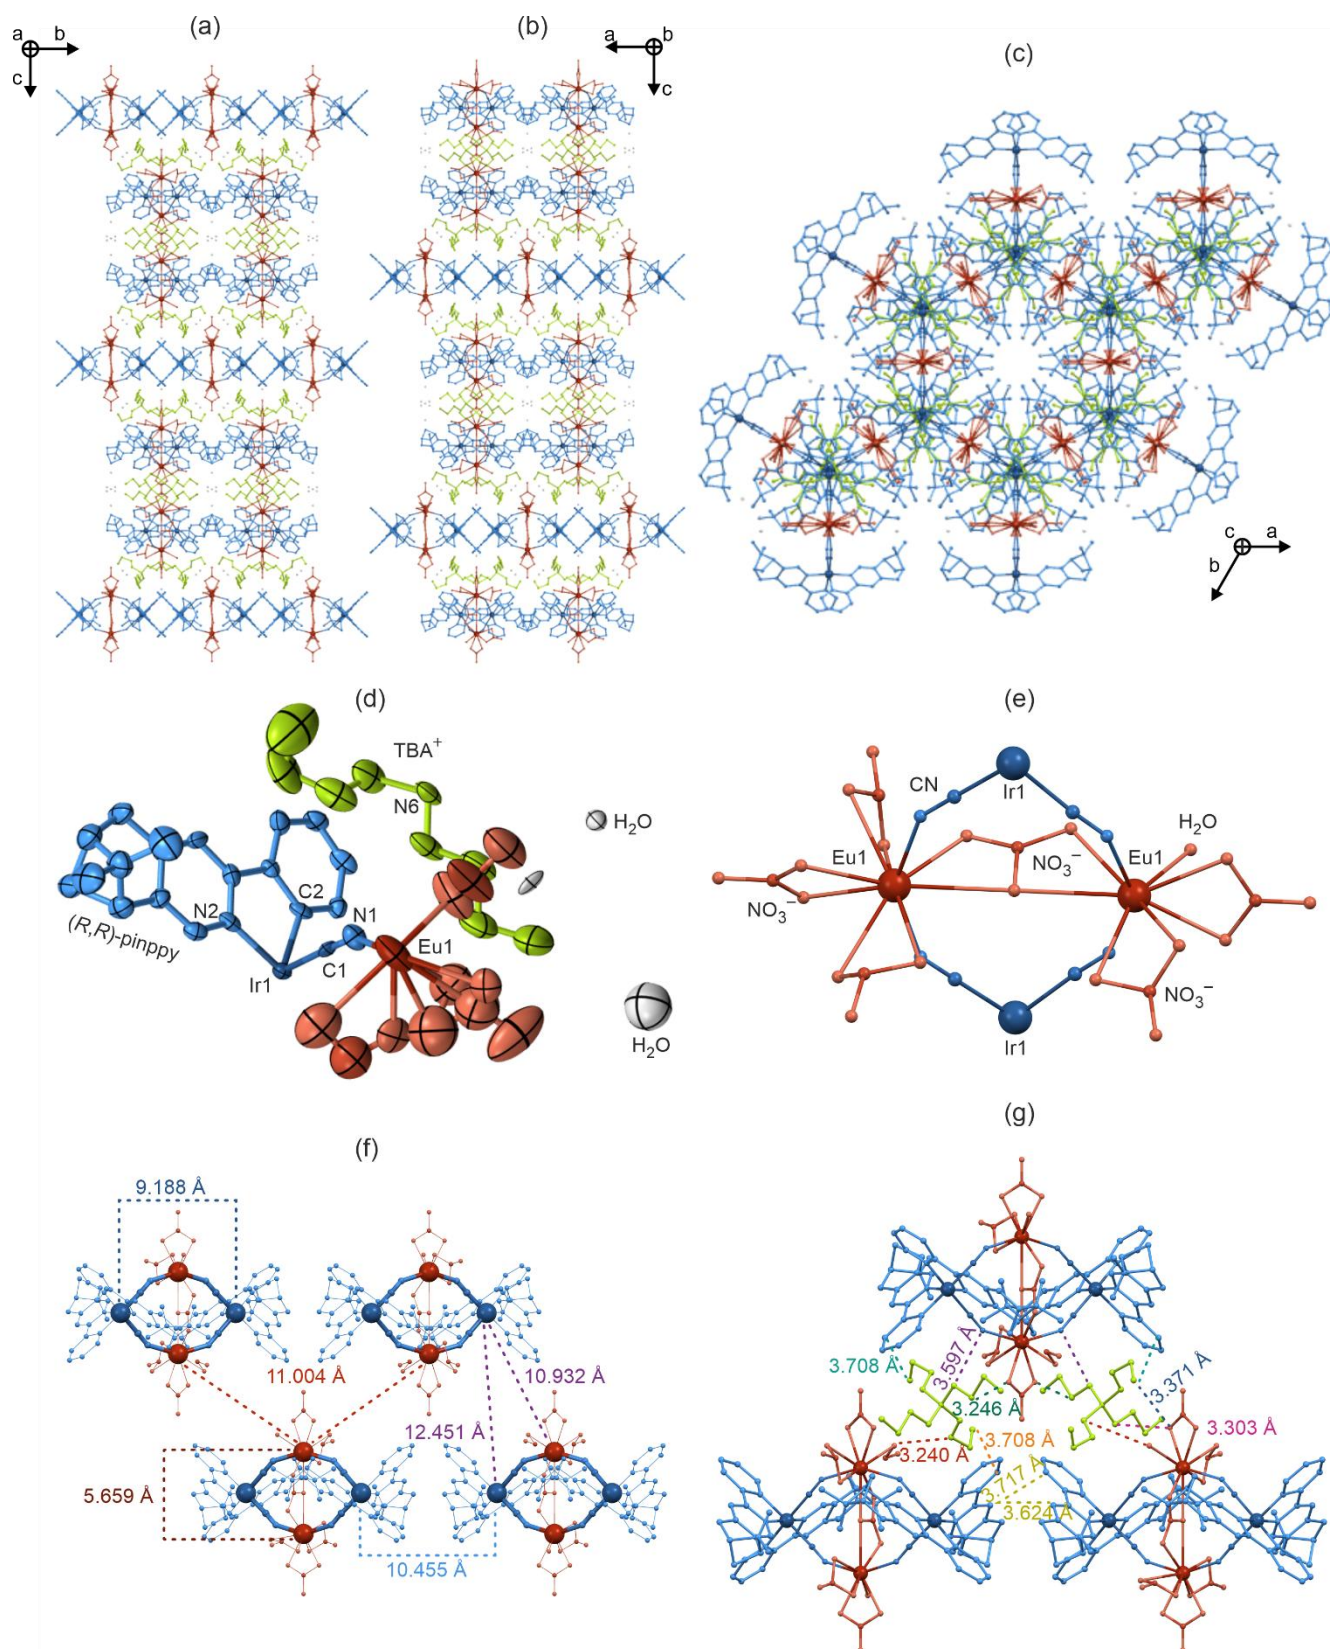 (a)
(b)
a
b
c
a
b
c
(c)
c
a
b
(d)
(e)
TBA⁺
N6
H₂O
C2
N2
N1
(R,R)-pinppy
Eu1
C1
Ir1
H₂O
CN
Ir1
H₂O
Eu1
NO₃⁻
Eu1
NO₃⁻
NO₃⁻
Ir1
(f)
(g)
9.188 Å
11.004 Å
10.932 Å
12.451 Å
5.659 Å
10.455 Å
3.708 Å
3.597 Å
3.371 Å
3.246 Å
3.303 Å
3.240 Å
3.708 Å
3.717 Å
3.624 Å